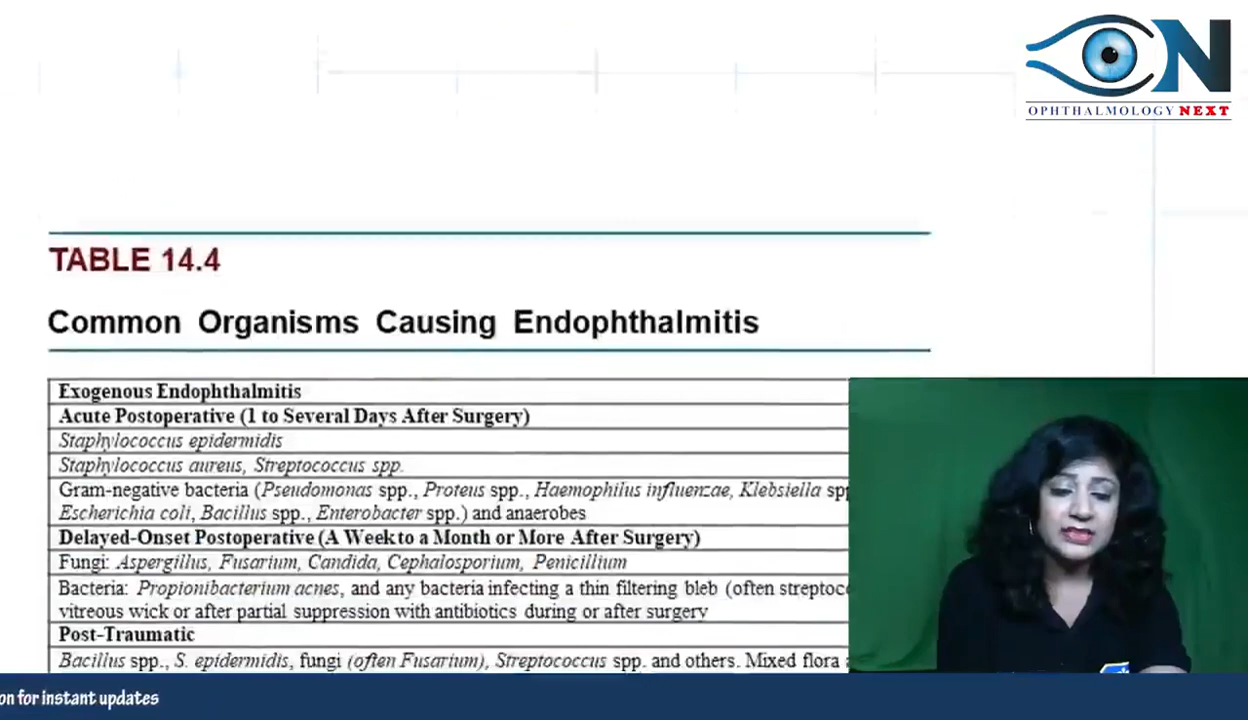 N
OPHTHALMOLOGY NEXT
TABLE 14.4
Common Organisms Causing Endophthalmitis
Exogenous Endophthalmitis
Acute Postoperative (1 to Several Days After Surgery)
Staphylococcus epidermidis
Staphylococcus aureus, Streptococcus spp.
Gram-negative bacteria (Pseudomonas spp., Proteus spp., Haemophilus influenzae, Klebsiella spp
Escherichia coli, Bacillus spp., Enterobacter spp.) and anaerobes
Delayed-Onset Postoperative (A Week to a Month or More After Surgery)
Fungi: Aspergillus, Fusarium, Candida, Cephalosporium, Penicillium
Bacteria: Propionibacterium acnes, and any bacteria infecting a thin filtering bleb (often streptoc
vitreous wick or after partial suppression with antibiotics during or after surgery
Post-Traumatic
Bacillus spp., S. epidermidis, fungi (often Fusarium), Streptococcus spp. and others. Mixed flora
on for instant updates